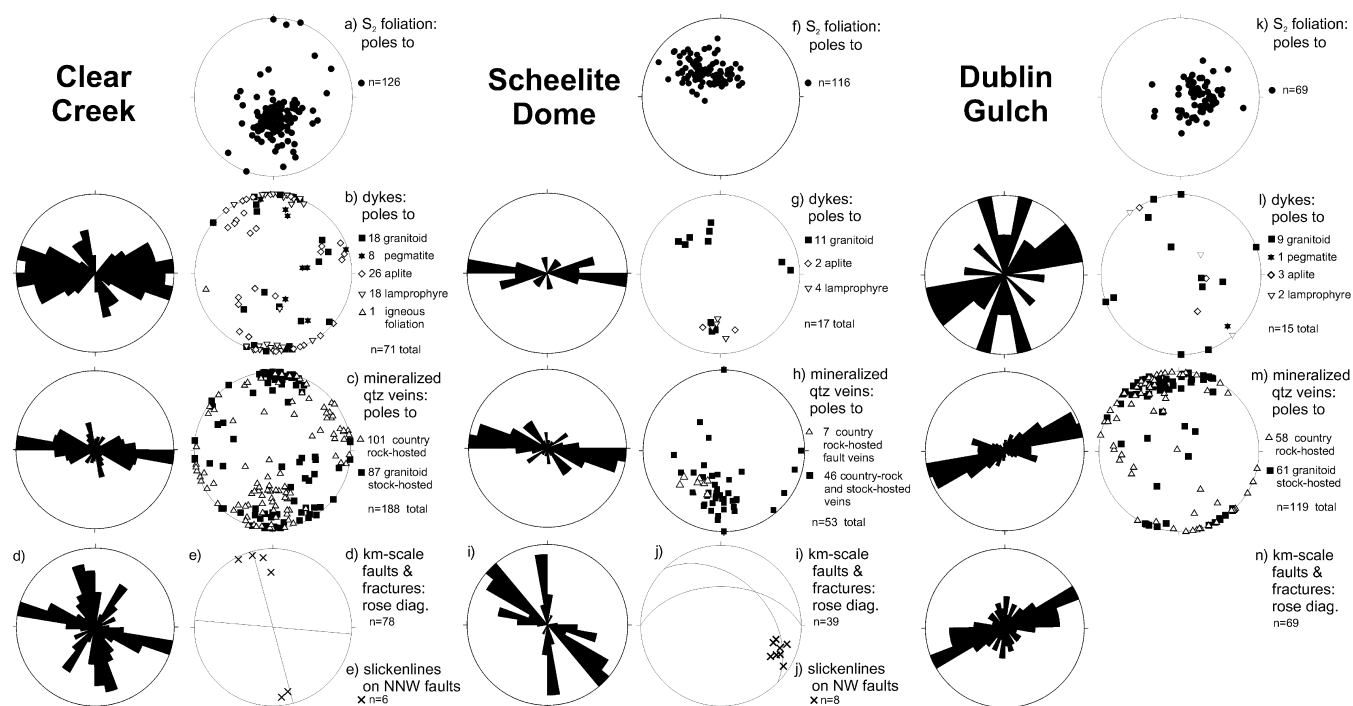 Clear
Creek
a) S₂ foliation:
poles to
n=126
b) dykes:
poles to
18 granitoid
8 pegmatite
26 aplite
18 lamprophyre
1 igneous
foliation
n=71 total
c) mineralized
qtz veins:
poles to
101 country
rock-hosted
87 granitoid
stock-hosted
n=188 total
d)
e)
d) km-scale
faults &
fractures:
rose diag.
n=78
e) slickenlines
on NNW faults
n=6
Scheelite
Dome
f) S₂ foliation:
poles to
n=116
g) dykes:
poles to
11 granitoid
2 aplite
4 lamprophyre
n=17 total
h) mineralized
qtz veins:
poles to
7 country
rock-hosted
fault veins
46 country-rock
and stock-hosted
veins
n=53 total
i)
j)
i) km-scale
faults &
fractures:
rose diag.
n=39
j) slickenlines
on NW faults
n=8
Dublin
Gulch
k) S₂ foliation:
poles to
n=69
l) dykes:
poles to
9 granitoid
1 pegmatite
3 aplite
2 lamprophyre
n=15 total
m) mineralized
qtz veins:
poles to
58 country
rock-hosted
61 granitoid
stock-hosted
n=119 total
n) km-scale
faults &
fractures:
rose diag.
n=69